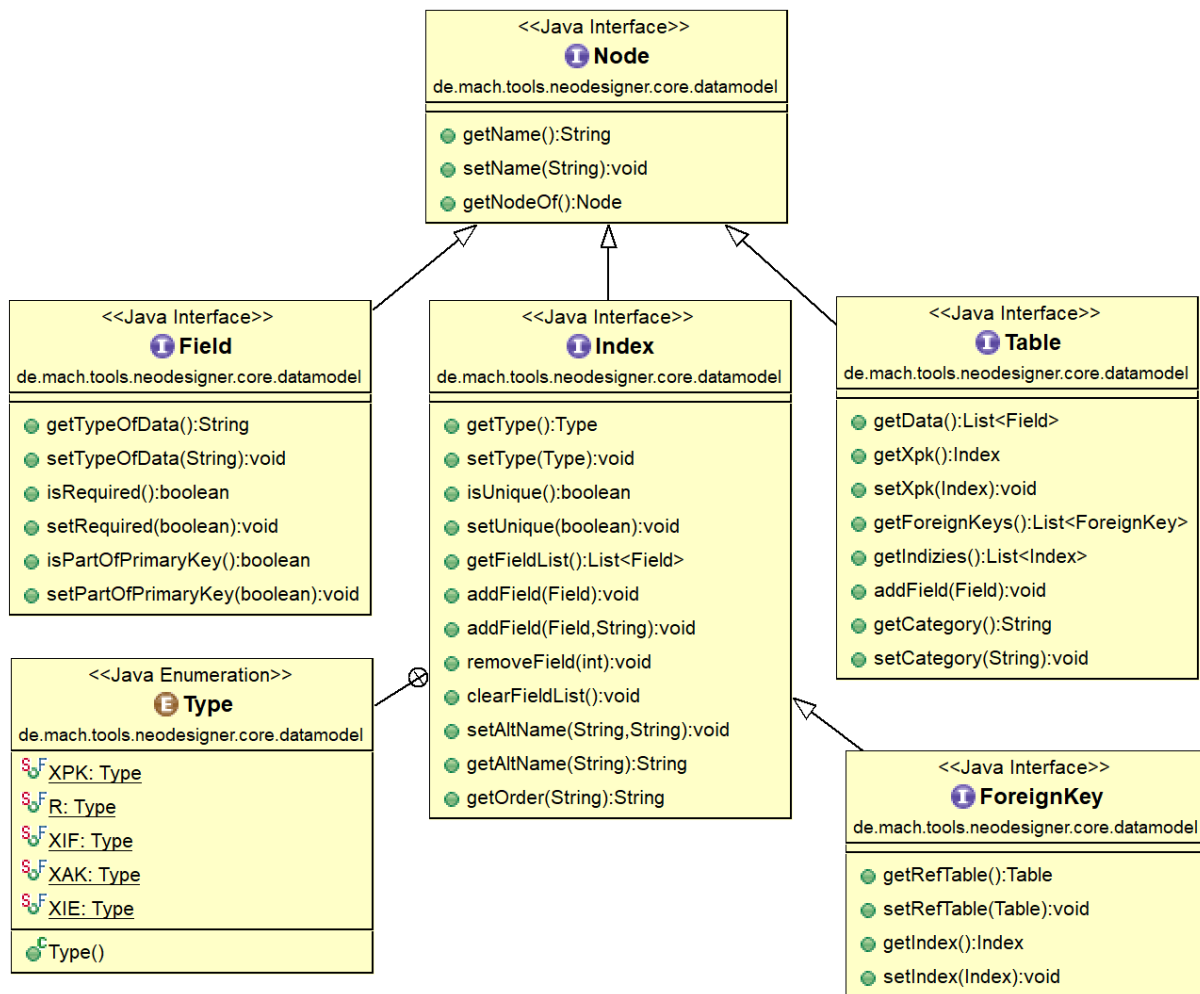 <<Java Interface>>
I Node
de.mach.tools.neodesigner.core.datamodel
getName():String
setName(String):void
getNodeOf():Node
<<Java Interface>>
I Field
de.mach.tools.neodesigner.core.datamodel
getTypeOfData():String
setTypeOfData(String):void
isRequired():boolean
setRequired(boolean):void
isPartOfPrimaryKey():boolean
setPartOfPrimaryKey(boolean):void
<<Java Interface>>
I Index
de.mach.tools.neodesigner.core.datamodel
getType():Type
setType(Type):void
isUnique():boolean
setUnique(boolean):void
getFieldList():List<Field>
addField(Field):void
addField(Field,String):void
removeField(int):void
clearFieldList():void
setAltName(String,String):void
getAltName(String):String
getOrder(String):String
<<Java Interface>>
I Table
de.mach.tools.neodesigner.core.datamodel
getData():List<Field>
getXpk():Index
setXpk(Index):void
getForeignKeys():List<ForeignKey>
getIndizies():List<Index>
addField(Field):void
getCategory():String
setCategory(String):void
<<Java Enumeration>>
E Type
de.mach.tools.neodesigner.core.datamodel
S F XPK: Type
S F R: Type
S F XIF: Type
S F XAK: Type
S F XIE: Type
C Type()
<<Java Interface>>
I ForeignKey
de.mach.tools.neodesigner.core.datamodel
getRefTable():Table
setRefTable(Table):void
getIndex():Index
setIndex(Index):void